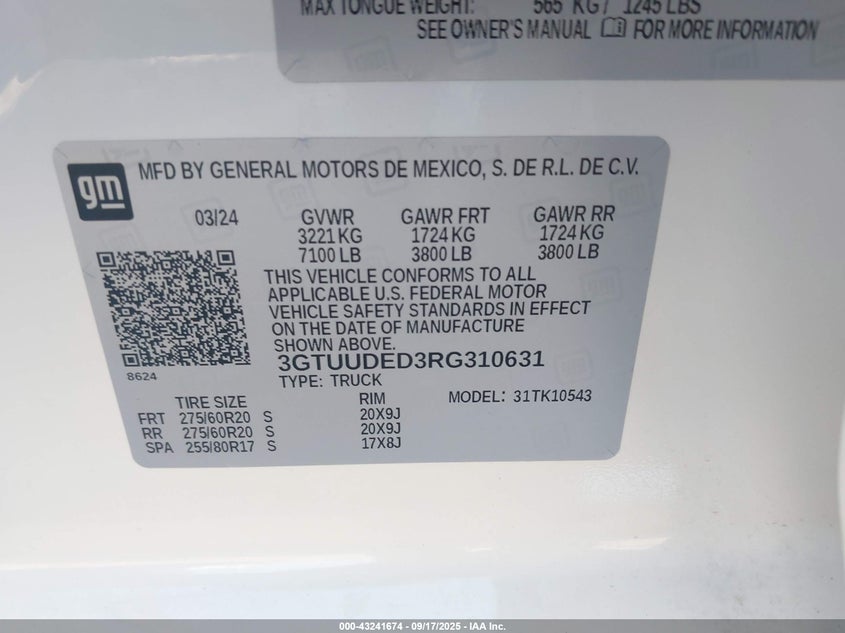 MAX TONGUE WEIGHT: 565 KG / 1245 LBS
SEE OWNER'S MANUAL FOR MORE INFORMATION
gm
MFD BY GENERAL MOTORS DE MEXICO, S. DE R.L. DE C.V.
03/24 GVWR GAWR FRT GAWR RR
3221 KG 1724 KG 1724 KG
7100 LB 3800 LB 3800 LB
THIS VEHICLE CONFORMS TO ALL
APPLICABLE U.S. FEDERAL MOTOR
VEHICLE SAFETY STANDARDS IN EFFECT
ON THE DATE OF MANUFACTURE
SHOWN ABOVE.
8624
3GTUUDED3RG310631
TYPE: TRUCK
TIRE SIZE RIM MODEL: 31TK10543
FRT 275/60R20 S 20X9J
RR 275/60R20 S 20X9J
SPA 255/80R17 S 17X8J
000-43241674 - 09/17/2025 - IAA Inc.